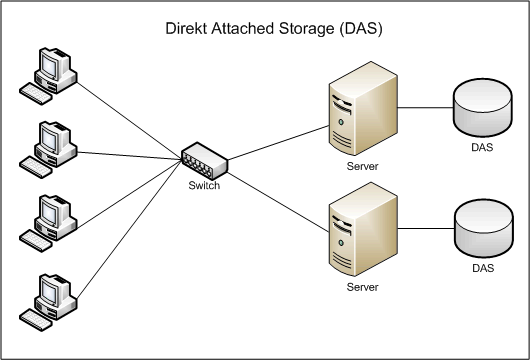 Direkt Attached Storage (DAS)
Switch
Server
DAS
Server
DAS